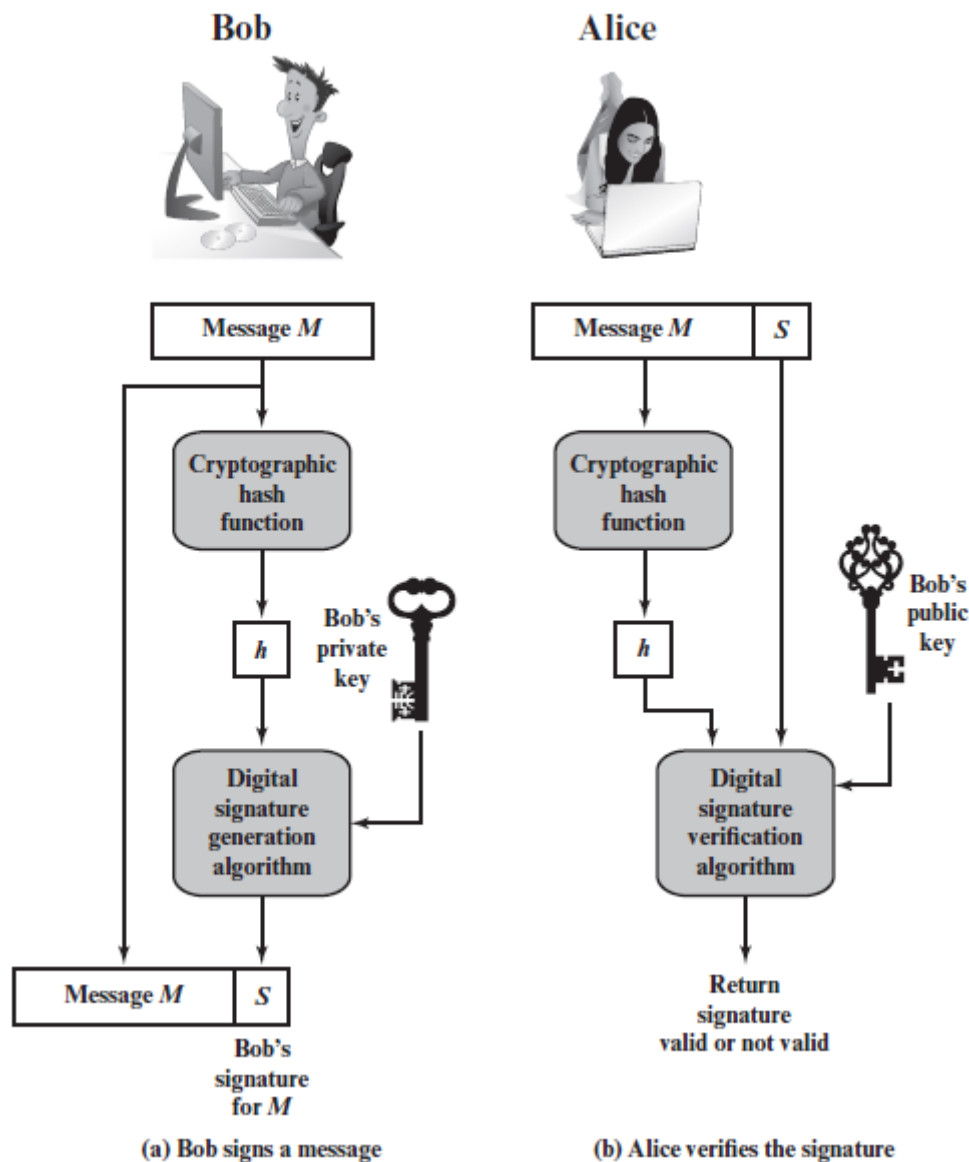 Bob
Message M
Cryptographic
hash
function
h
Bob's
private
key
Digital
signature
generation
algorithm
Message M
S
Bob's
signature
for M
(a) Bob signs a message
Alice
Message M
S
Cryptographic
hash
function
h
Bob's
public
key
Digital
signature
verification
algorithm
Return
signature
valid or not valid
(b) Alice verifies the signature